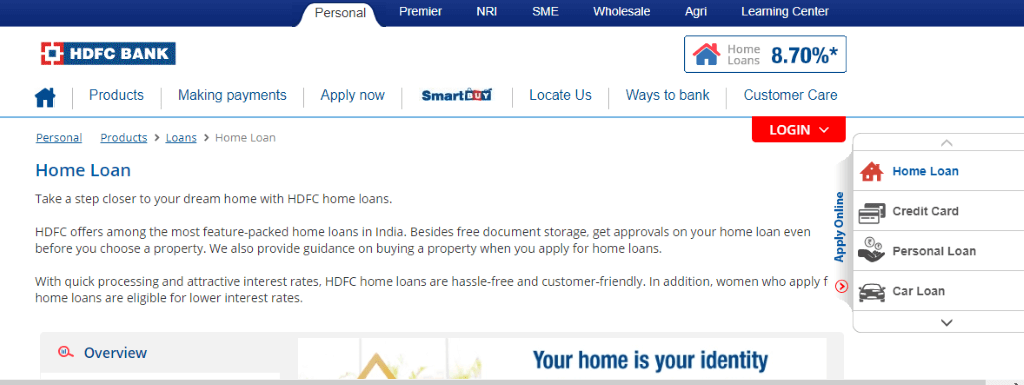 Personal Premier NRI SME Wholesale Agri Learning Center
HDFC BANK
Home Loans 8.70%*
Products Making payments Apply now SmartBUY Locate Us Ways to bank Customer Care
LOGIN
Personal Products > Loans > Home Loan
Home Loan
Take a step closer to your dream home with HDFC home loans.
HDFC offers among the most feature-packed home loans in India. Besides free document storage, get approvals on your home loan even
before you choose a property. We also provide guidance on buying a property when you apply for home loans.
With quick processing and attractive interest rates, HDFC home loans are hassle-free and customer-friendly. In addition, women who apply f
home loans are eligible for lower interest rates.
Apply Online
Home Loan
Credit Card
Personal Loan
Car Loan
Overview
Your home is your identity